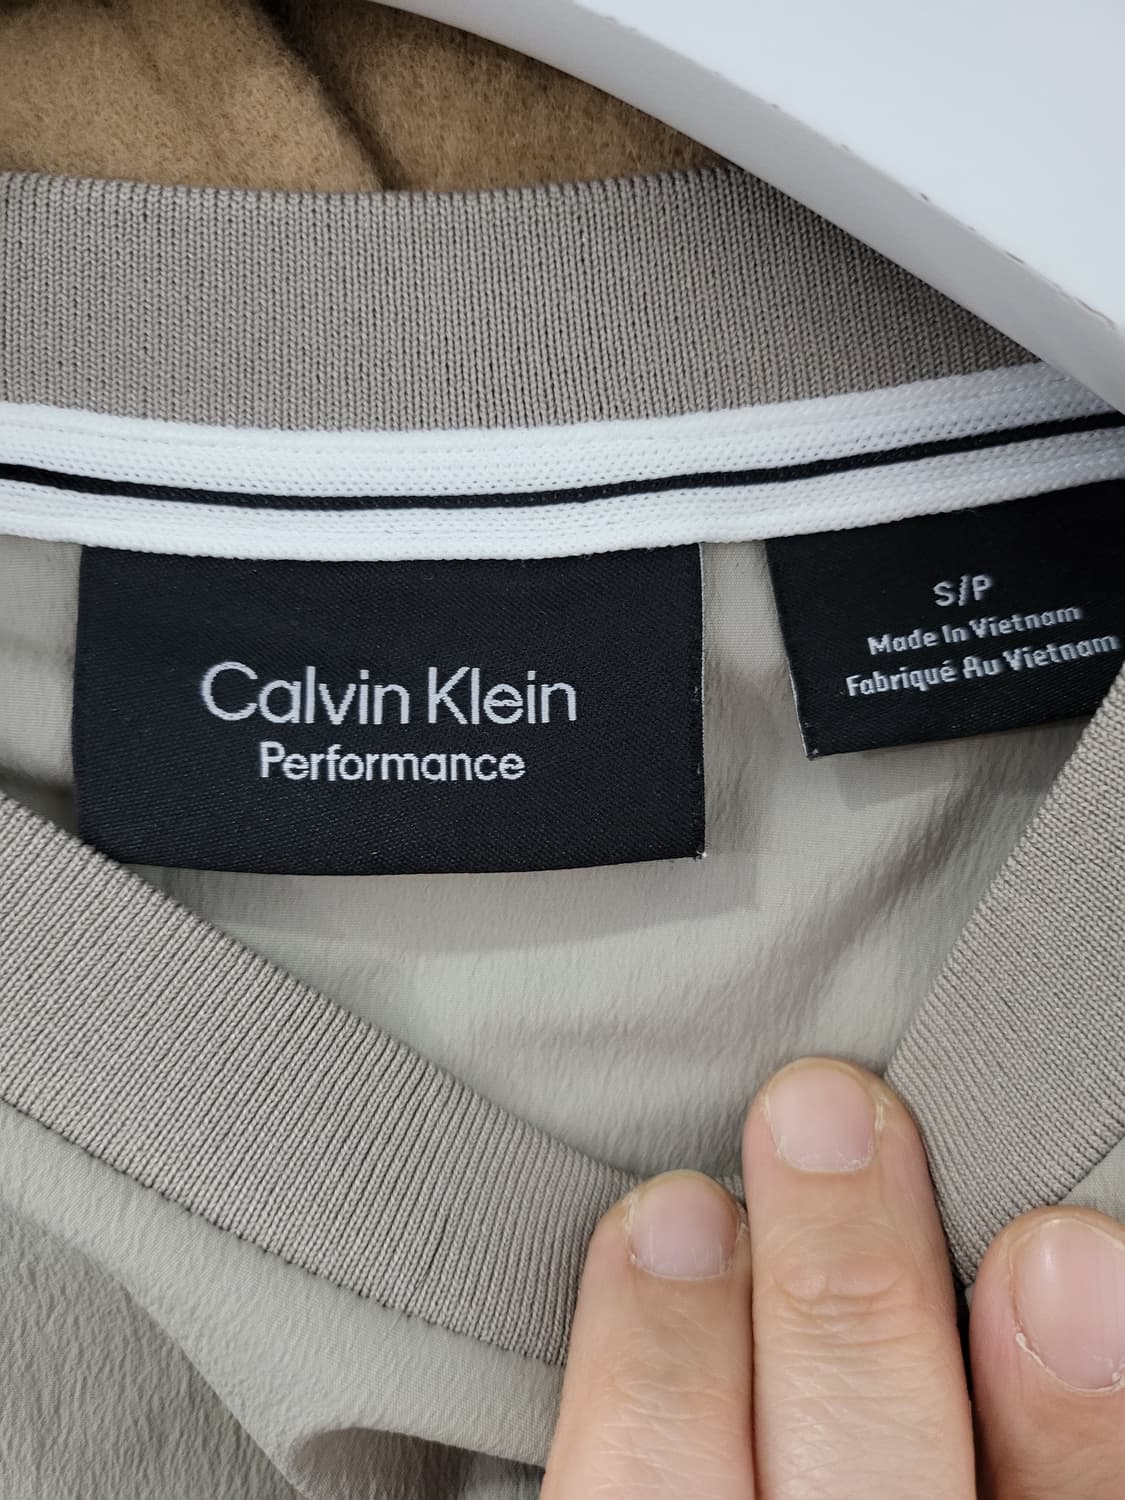 Calvin Klein
Performance
S/P
Made In Vietnam
Fabriqué Au Vietnam